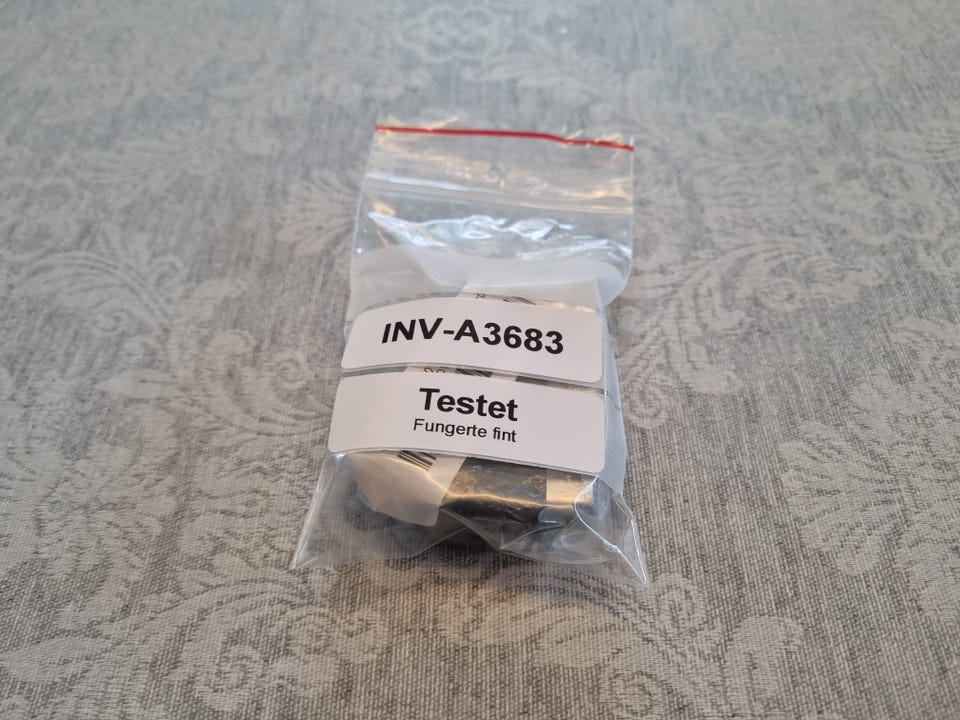 INV-A3683
Testet
Fungerte fint